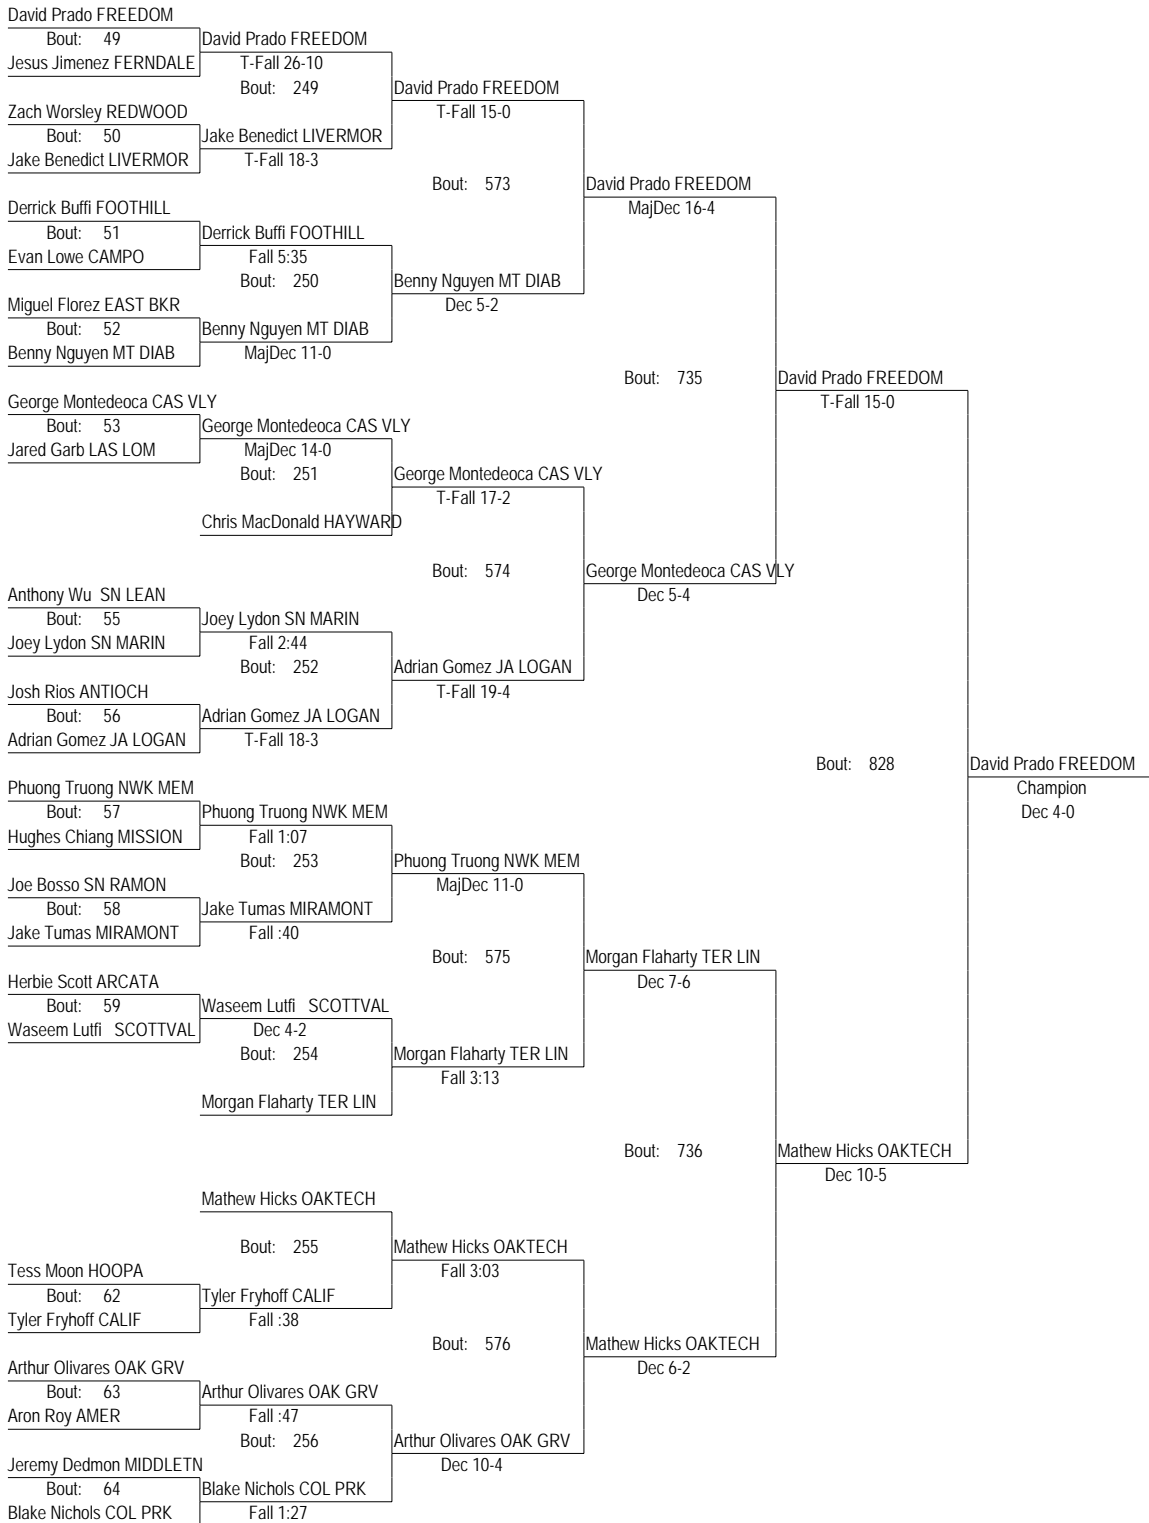 David Prado FREEDOM
Bout: 49
David Prado FREEDOM
Jesus Jimenez FERNDALE
T-Fall 26-10
Bout: 249
David Prado FREEDOM
Zach Worsley REDWOOD
T-Fall 15-0
Bout: 50
Jake Benedict LIVERMOR
Jake Benedict LIVERMOR
T-Fall 18-3
Bout: 573
David Prado FREEDOM
Derrick Buffi FOOTHILL
MajDec 16-4
Bout: 51
Derrick Buffi FOOTHILL
Evan Lowe CAMPO
Fall 5:35
Bout: 250
Benny Nguyen MT DIAB
Miguel Florez EAST BKR
Dec 5-2
Bout: 52
Benny Nguyen MT DIAB
Benny Nguyen MT DIAB
MajDec 11-0
Bout: 735
David Prado FREEDOM
George Montedeoca CAS VLY
T-Fall 15-0
Bout: 53
George Montedeoca CAS VLY
Jared Garb LAS LOM
MajDec 14-0
Bout: 251
George Montedeoca CAS VLY
T-Fall 17-2
Chris MacDonald HAYWARD
Bout: 574
George Montedeoca CAS VLY
Anthony Wu SN LEAN
Dec 5-4
Bout: 55
Joey Lydon SN MARIN
Joey Lydon SN MARIN
Fall 2:44
Bout: 252
Adrian Gomez JA LOGAN
Josh Rios ANTIOCH
T-Fall 19-4
Bout: 56
Adrian Gomez JA LOGAN
Adrian Gomez JA LOGAN
T-Fall 18-3
Bout: 828
David Prado FREEDOM
Phuong Truong NWK MEM
Champion
Bout: 57
Phuong Truong NWK MEM
Dec 4-0
Hughes Chiang MISSION
Fall 1:07
Bout: 253
Phuong Truong NWK MEM
Joe Bosso SN RAMON
MajDec 11-0
Bout: 58
Jake Tumas MIRAMONT
Jake Tumas MIRAMONT
Fall :40
Bout: 575
Morgan Flaharty TER LIN
Herbie Scott ARCATA
Dec 7-6
Bout: 59
Waseem Lutfi SCOTTVAL
Waseem Lutfi SCOTTVAL
Dec 4-2
Bout: 254
Morgan Flaharty TER LIN
Fall 3:13
Morgan Flaharty TER LIN
Bout: 736
Mathew Hicks OAKTECH
Dec 10-5
Mathew Hicks OAKTECH
Bout: 255
Mathew Hicks OAKTECH
Tess Moon HOOPA
Fall 3:03
Bout: 62
Tyler Fryhoff CALIF
Tyler Fryhoff CALIF
Fall :38
Bout: 576
Mathew Hicks OAKTECH
Arthur Olivares OAK GRV
Dec 6-2
Bout: 63
Arthur Olivares OAK GRV
Aron Roy AMER
Fall :47
Bout: 256
Arthur Olivares OAK GRV
Jeremy Dedmon MIDDLETN
Dec 10-4
Bout: 64
Blake Nichols COL PRK
Blake Nichols COL PRK
Fall 1:27